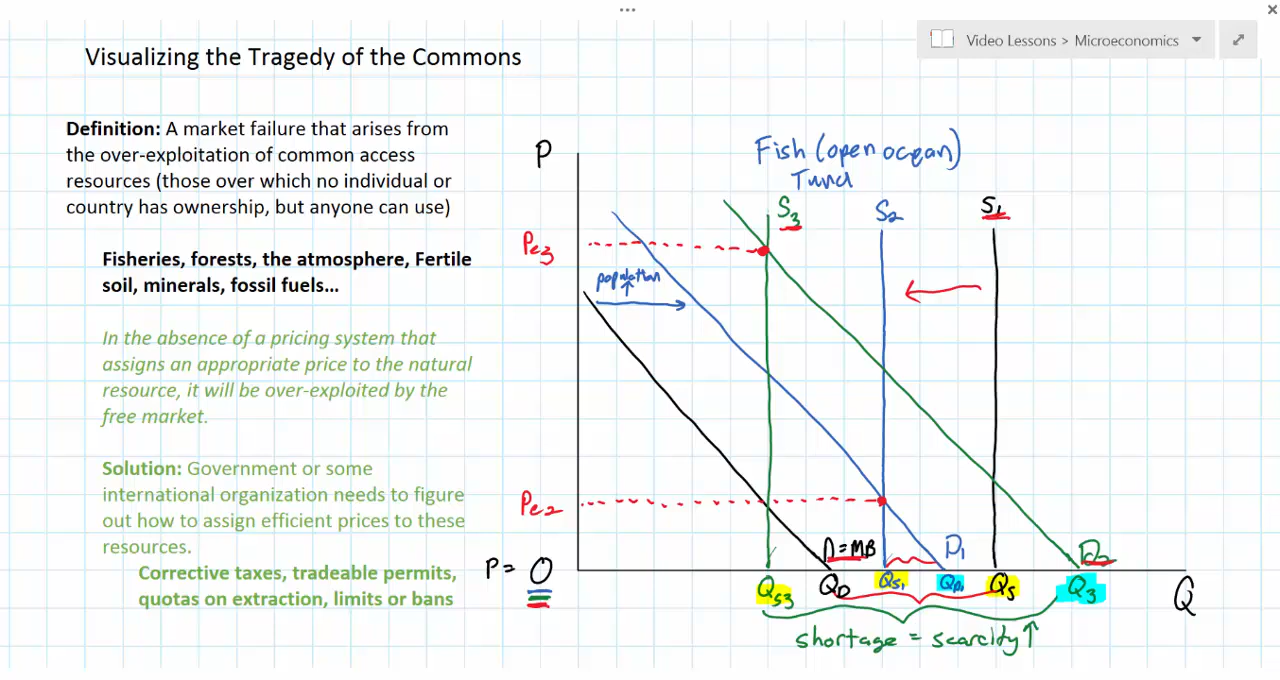 Video Lessons > Microeconomics
Visualizing the Tragedy of the Commons
Definition: A market failure that arises from
the over-exploitation of common access
resources (those over which no individual or
country has ownership, but anyone can use)
Fisheries, forests, the atmosphere, Fertile
soil, minerals, fossil fuels...
In the absence of a pricing system that
assigns an appropriate price to the natural
resource, it will be over-exploited by the
free market.
Solution: Government or some
international organization needs to figure
out how to assign efficient prices to these
resources.
Corrective taxes, tradeable permits,
quotas on extraction, limits or bans
P
Fish (open ocean)
Tuna
S3
S2
S1
Pe3
population ↑
Pe2
D=MB
D1
D2
P= 0
Qs3
QD
Qs1
QD1
Qs
Q3
Q
shortage = scarcity ↑